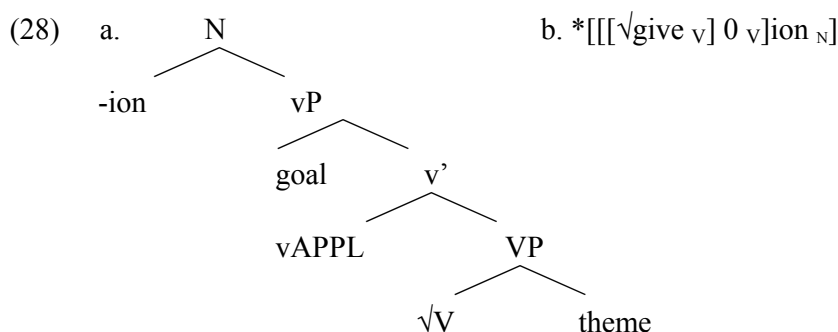 (28) a. N b. *[[[√give V] 0 V]ion N]
-ion vP
goal v’
vAPPL VP
√V theme